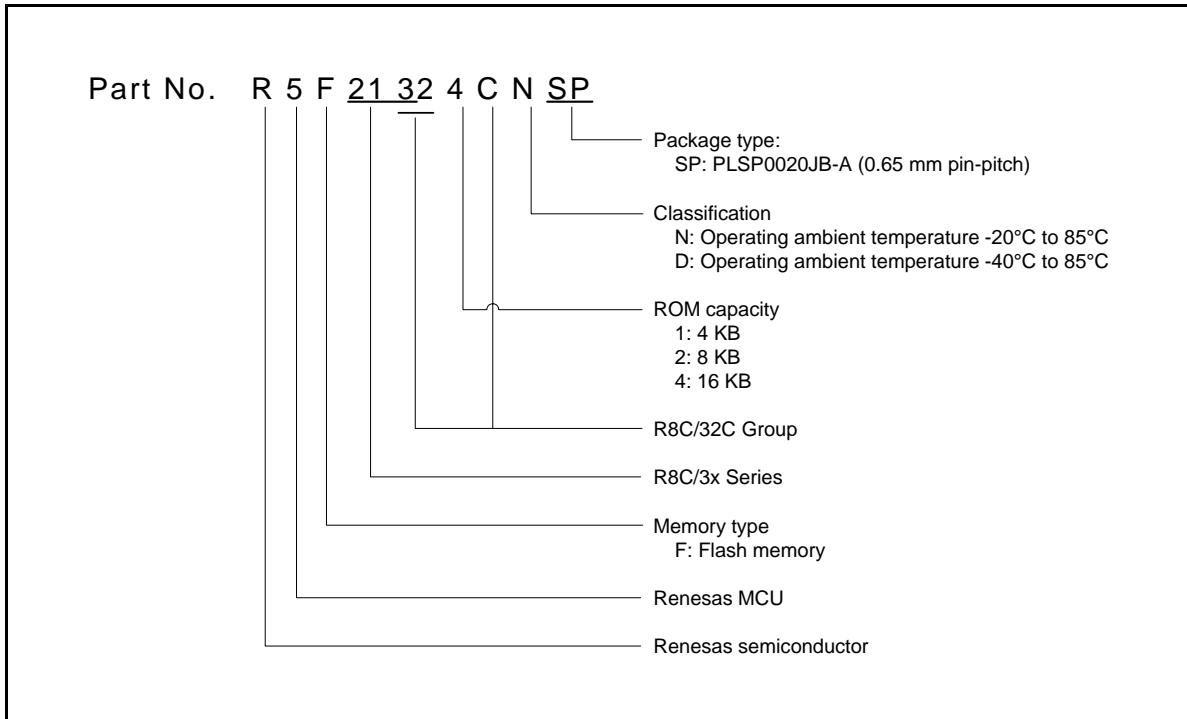 Part No. R 5 F 21 32 4 C N SP
Package type:
SP: PLSP0020JB-A (0.65 mm pin-pitch)
Classification
N: Operating ambient temperature -20°C to 85°C
D: Operating ambient temperature -40°C to 85°C
ROM capacity
1: 4 KB
2: 8 KB
4: 16 KB
R8C/32C Group
R8C/3x Series
Memory type
F: Flash memory
Renesas MCU
Renesas semiconductor